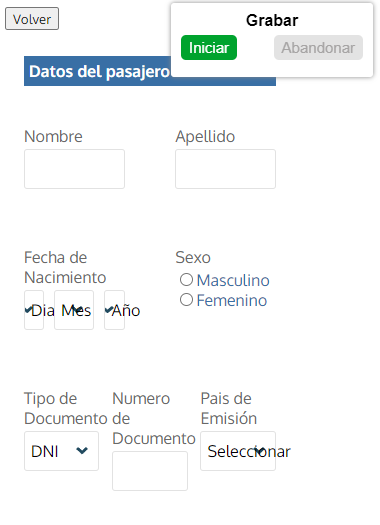 Volver
Grabar
Iniciar Abandonar
Datos del pasajero
Nombre Apellido
Fecha de
Nacimiento
Dia Mes Año
Sexo
Masculino
Femenino
Tipo de
Documento
DNI
Numero
de
Documento
Pais de
Emisión
Seleccionar